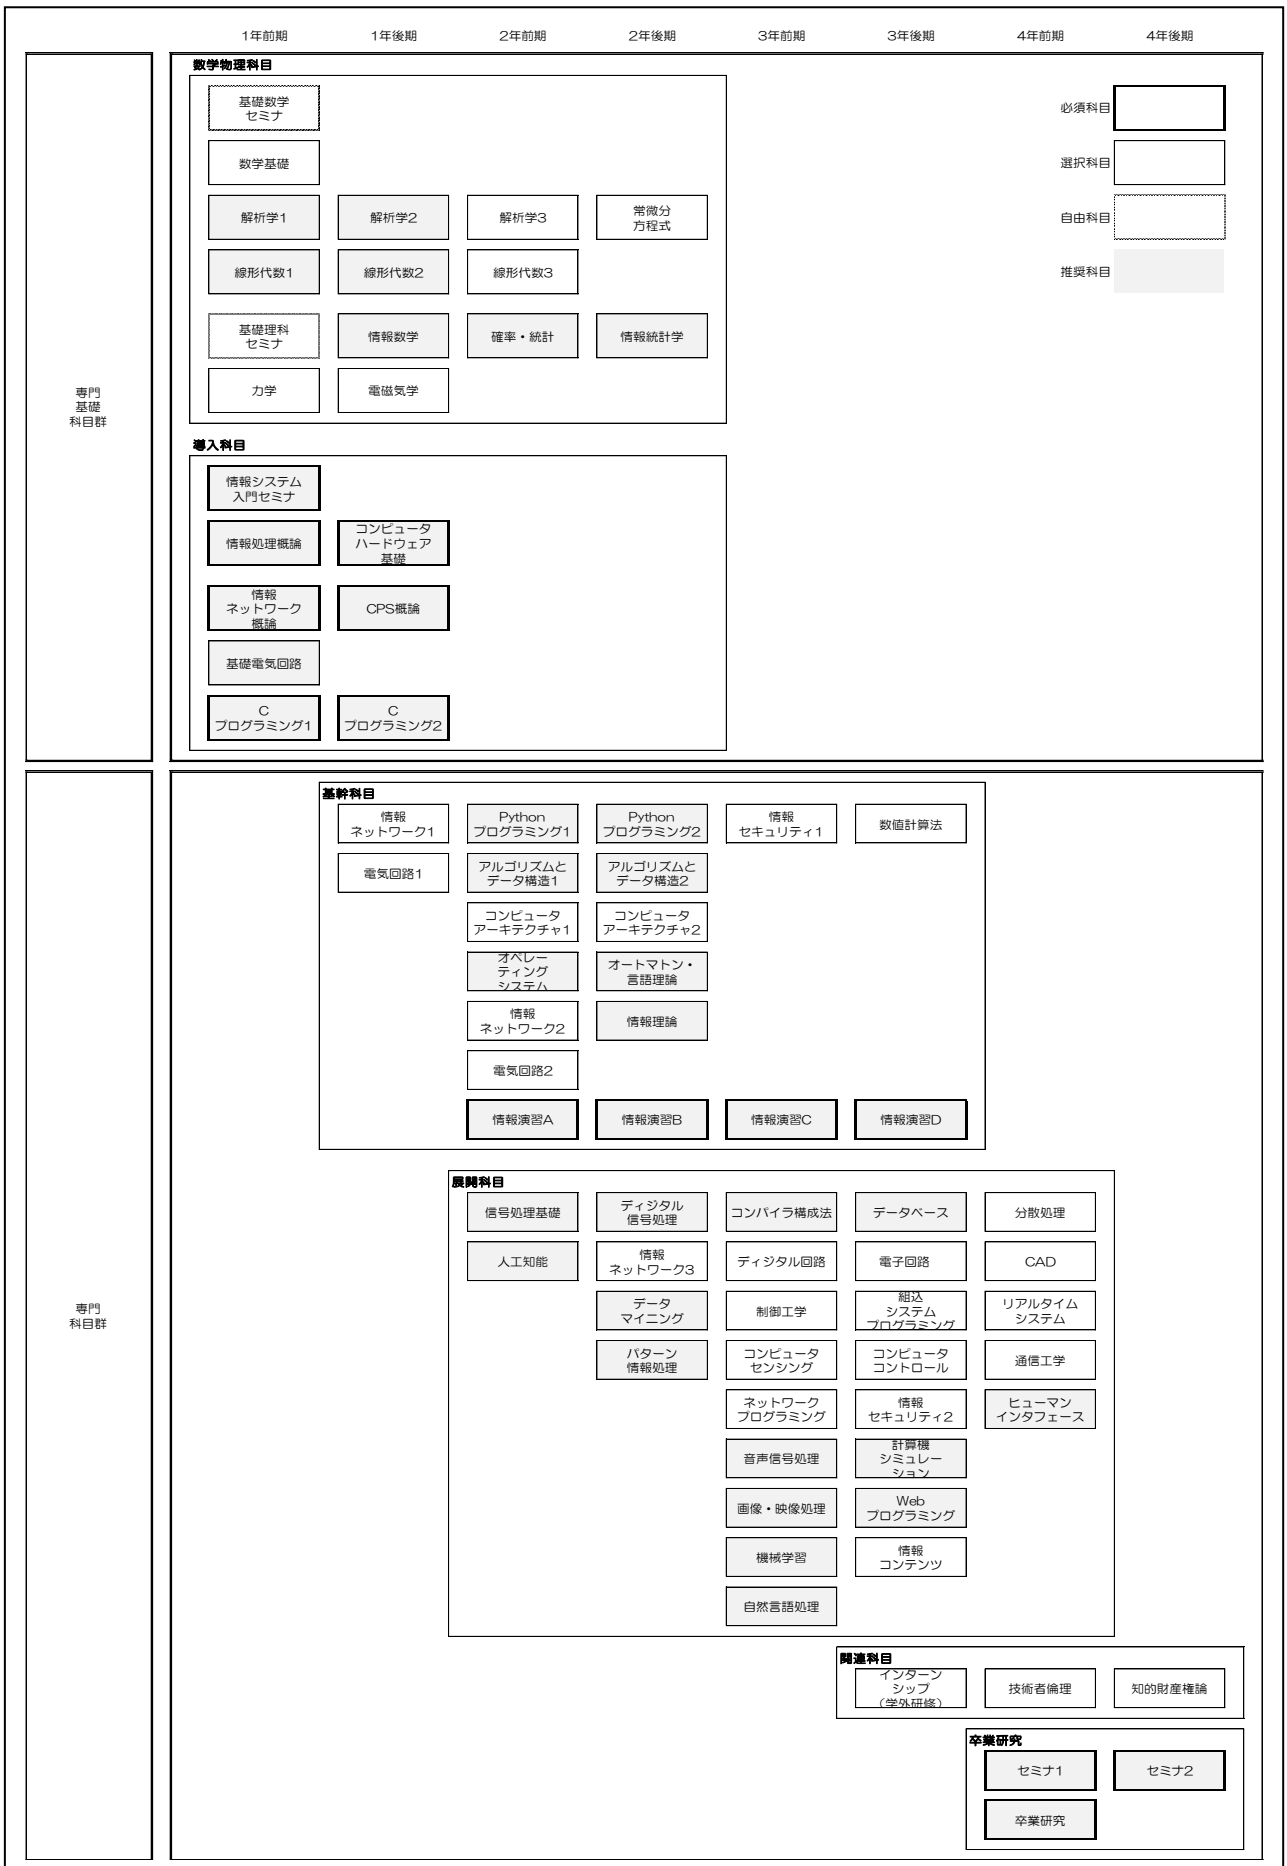 1年前期 1年後期 2年前期 2年後期 3年前期 3年後期 4年前期 4年後期
専門
基礎
科目群
数学物理科目
基礎数学
セミナ
必須科目
数学基礎
選択科目
解析学1
解析学2
解析学3
常微分
方程式
自由科目
線形代数1
線形代数2
線形代数3
推奨科目
基礎理科
セミナ
情報数学
確率・統計
情報統計学
力学
電磁気学
導入科目
情報システム
入門セミナ
情報処理概論
コンピュータ
ハードウェア
基礎
情報
ネットワーク
概論
CPS概論
基礎電気回路
C
プログラミング1
C
プログラミング2
専門
科目群
基幹科目
情報
ネットワーク1
Python
プログラミング1
Python
プログラミング2
情報
セキュリティ1
数値計算法
電気回路1
アルゴリズムと
データ構造1
アルゴリズムと
データ構造2
コンピュータ
アーキテクチャ1
コンピュータ
アーキテクチャ2
オペレー
ティング
システム
オートマトン・
言語理論
情報
ネットワーク2
情報理論
電気回路2
情報演習A
情報演習B
情報演習C
情報演習D
展開科目
信号処理基礎
ディジタル
信号処理
コンパイラ構成法
データベース
分散処理
人工知能
情報
ネットワーク3
ディジタル回路
電子回路
CAD
データ
マイニング
制御工学
組込
システム
プログラミング
リアルタイム
システム
パターン
情報処理
コンピュータ
センシング
コンピュータ
コントロール
通信工学
ネットワーク
プログラミング
情報
セキュリティ2
ヒューマン
インタフェース
音声信号処理
計算機
シミュレー
ション
画像・映像処理
Web
プログラミング
機械学習
情報
コンテンツ
自然言語処理
関連科目
インターン
シップ
（学外研修）
技術者倫理
知的財産権論
卒業研究
セミナ1
セミナ2
卒業研究